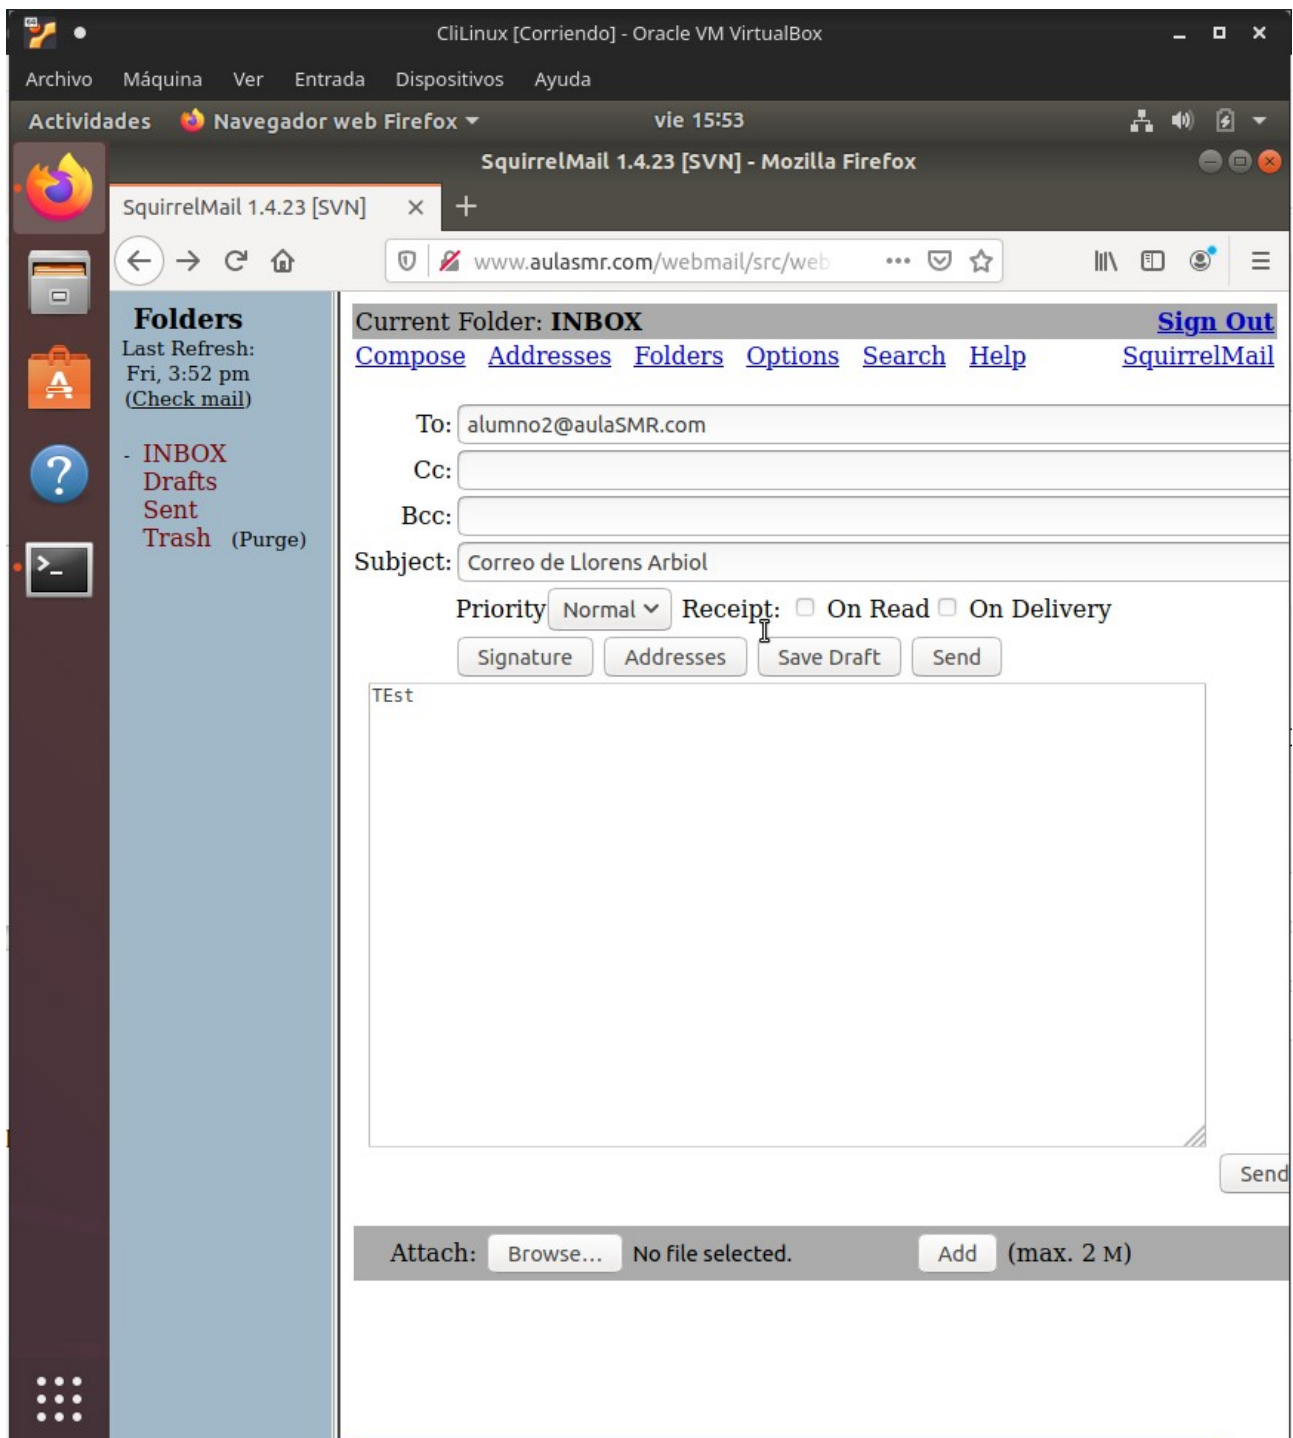 CliLinux [Corriendo] - Oracle VM VirtualBox
Archivo Máquina Ver Entrada Dispositivos Ayuda
Actividades Navegador web Firefox vie 15:53
SquirrelMail 1.4.23 [SVN] - Mozilla Firefox
SquirrelMail 1.4.23 [SVN]
www.aulasmr.com/webmail/src/web
Folders
Last Refresh:
Fri, 3:52 pm
(Check mail)
- INBOX
Drafts
Sent
Trash (Purge)
Current Folder: INBOX Sign Out
Compose Addresses Folders Options Search Help SquirrelMail
To: alumno2@aulaSMR.com
Cc:
Bcc:
Subject: Correo de Llorens Arbiol
Priority Normal Receipt: On Read On Delivery
Signature Addresses Save Draft Send
TEst
Send
Attach: Browse... No file selected. Add (max. 2 M)